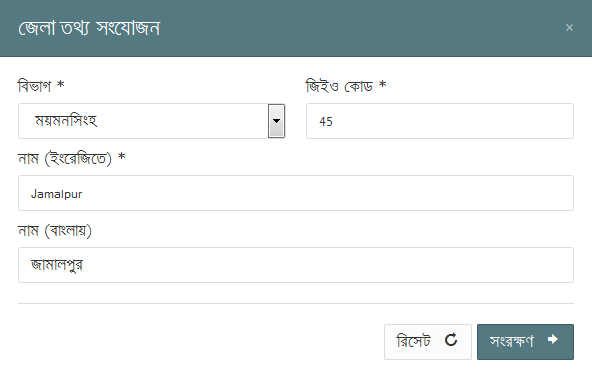 জেলা তথ্য সংযোজন ×
বিভাগ * জিইও কোড *
ময়মনসিংহ 45
নাম (ইংরেজিতে) *
Jamalpur
নাম (বাংলায়)
জামালপুর
রিসেট সংরক্ষণ